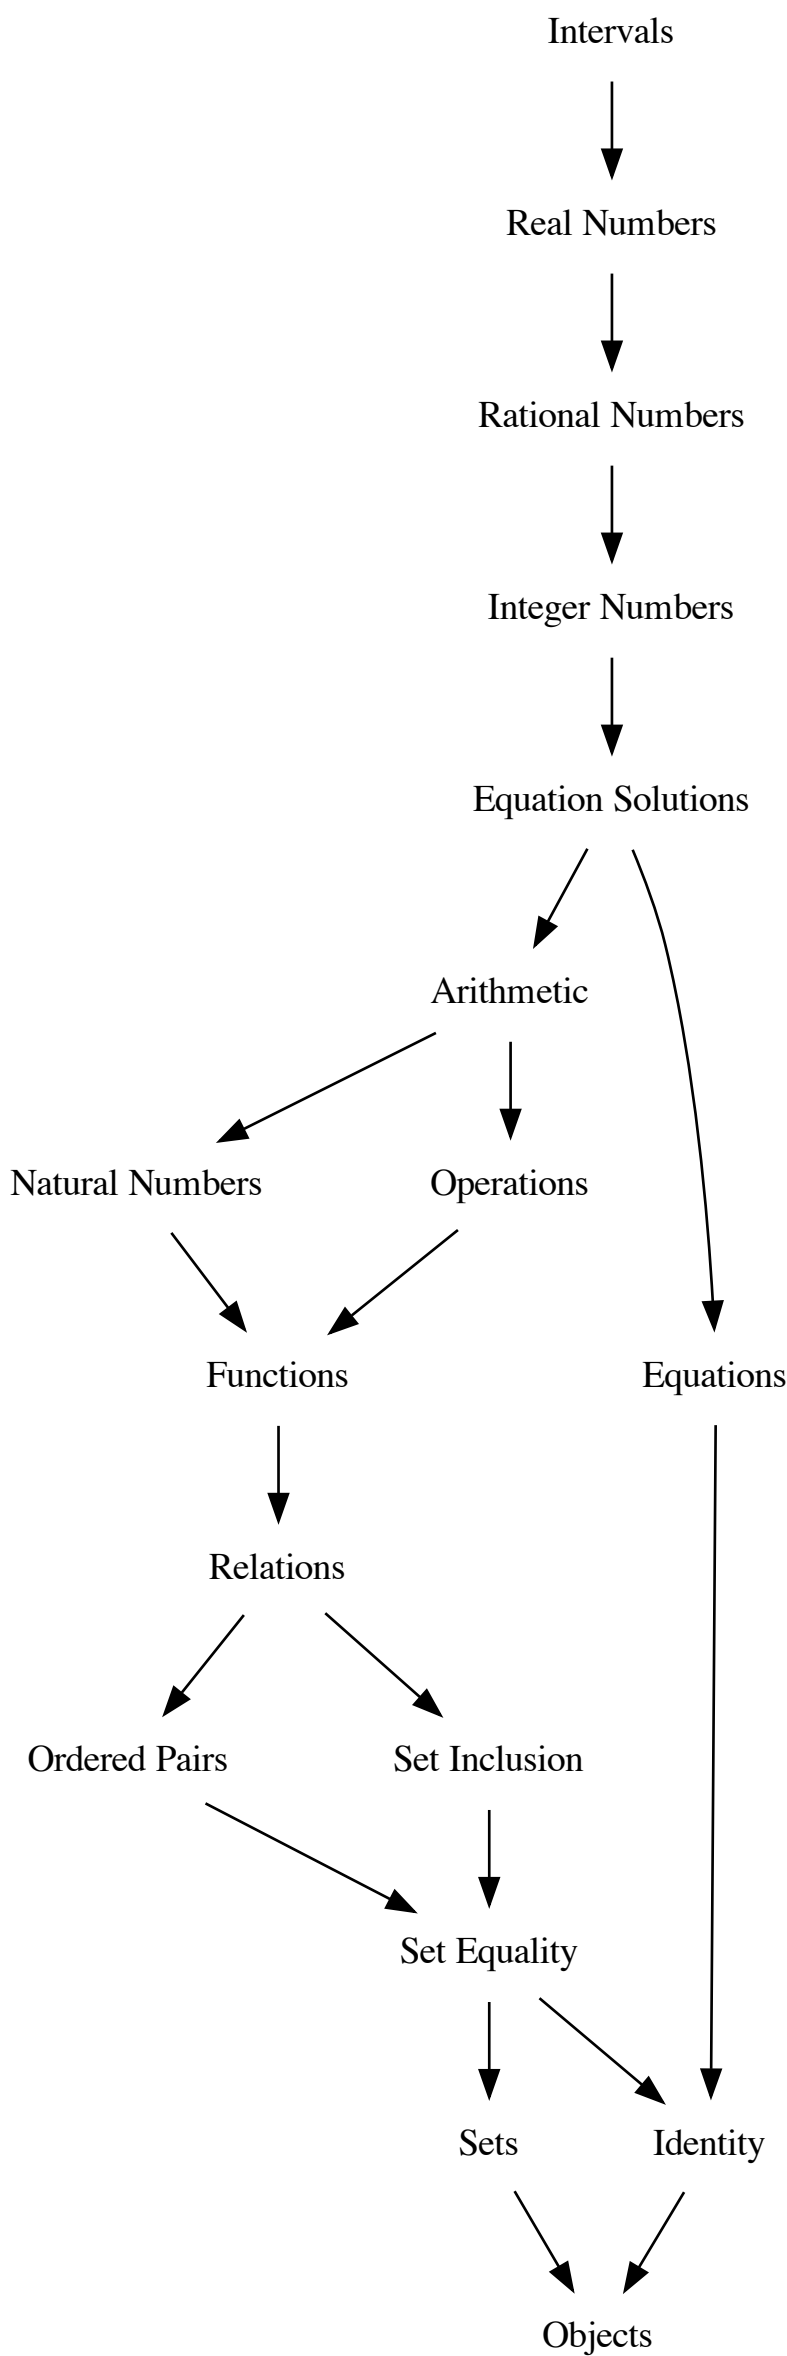 Intervals
Real Numbers
Rational Numbers
Integer Numbers
Equation Solutions
Arithmetic
Natural Numbers
Operations
Functions
Equations
Relations
Ordered Pairs
Set Inclusion
Set Equality
Sets
Identity
Objects